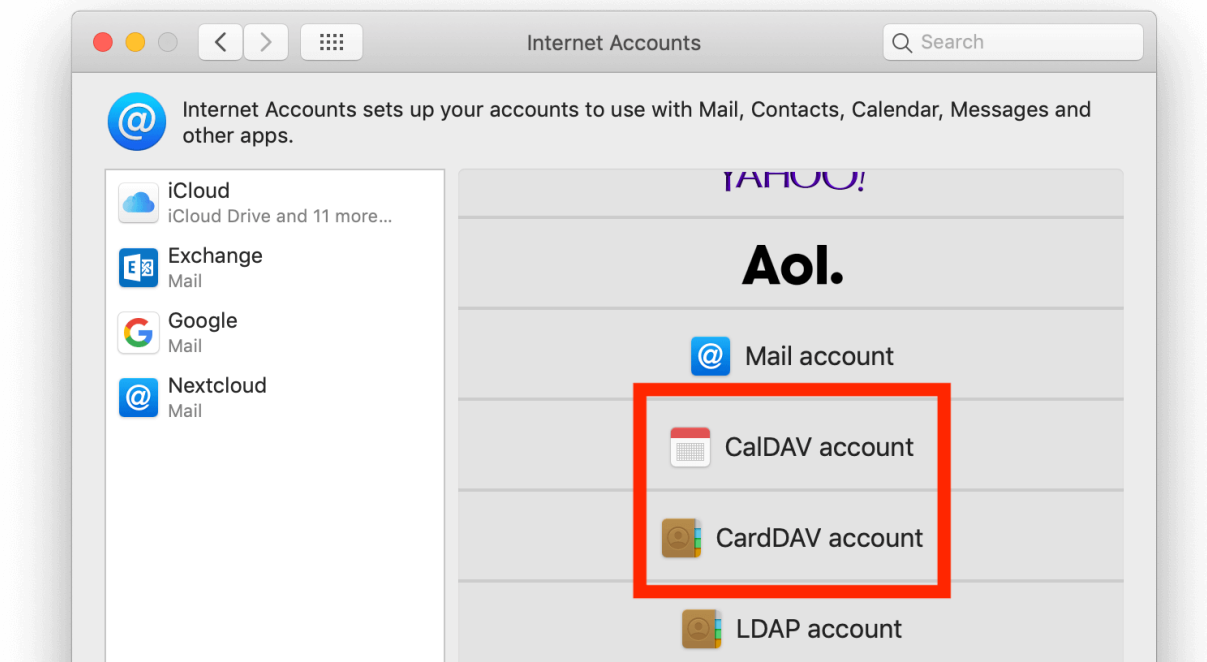 Internet Accounts
Search
Internet Accounts sets up your accounts to use with Mail, Contacts, Calendar, Messages and
other apps.
iCloud
iCloud Drive and 11 more...
Exchange
Mail
Google
Mail
Nextcloud
Mail
YAHOO!
Aol.
Mail account
CalDAV account
CardDAV account
LDAP account